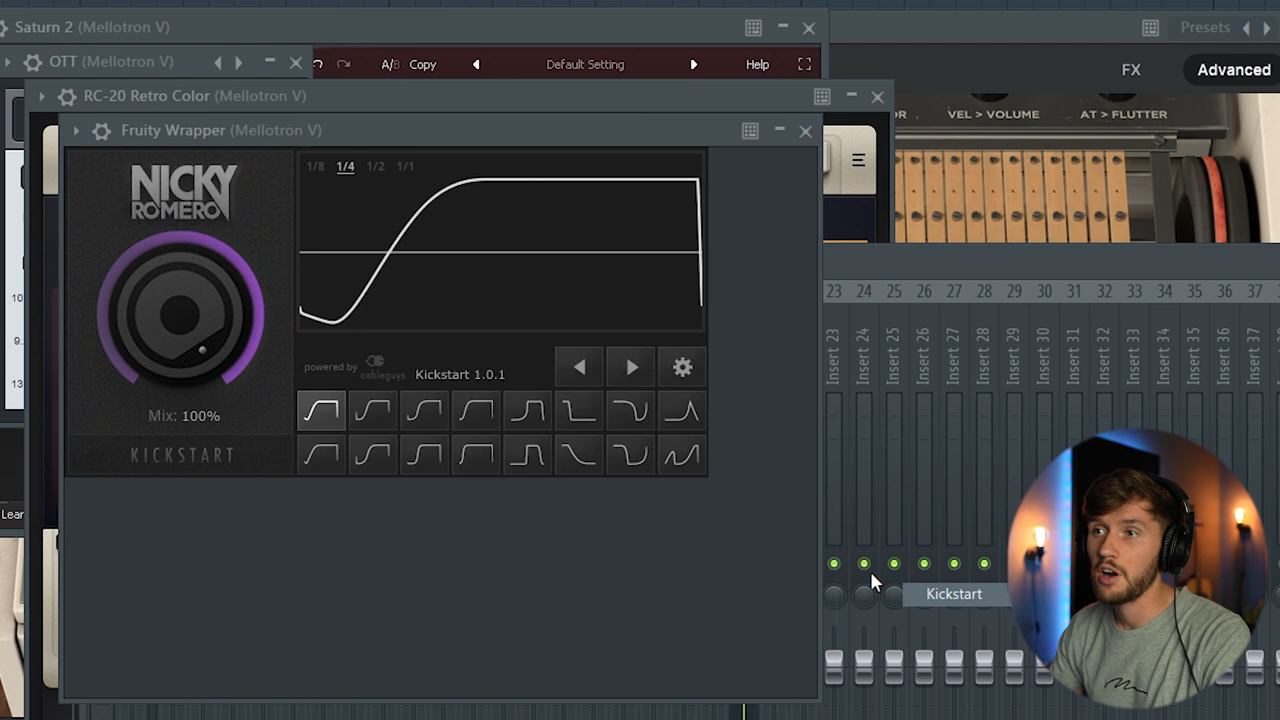 Saturn 2 (Mellotron V)
Presets
OTT (Mellotron V)
A/B Copy
Default Setting
Help
FX
Advanced
RC-20 Retro Color (Mellotron V)
VEL > VOLUME
AT > FLUTTER
Fruity Wrapper (Mellotron V)
NICKY
ROMERO
1/8 1/4 1/2 1/1
23 24 25 26 27 28 29 30 31 32 33 34 35 36 37
Insert 23
Insert 24
Insert 25
Insert 26
Insert 27
Insert 28
Insert 29
Insert 30
Insert 31
Insert 32
Insert 33
Insert 34
Insert 35
Insert 36
Insert 37
powered by
cableguys
Kickstart 1.0.1
Mix: 100%
KICKSTART
Kickstart
10
9.
13
Lear